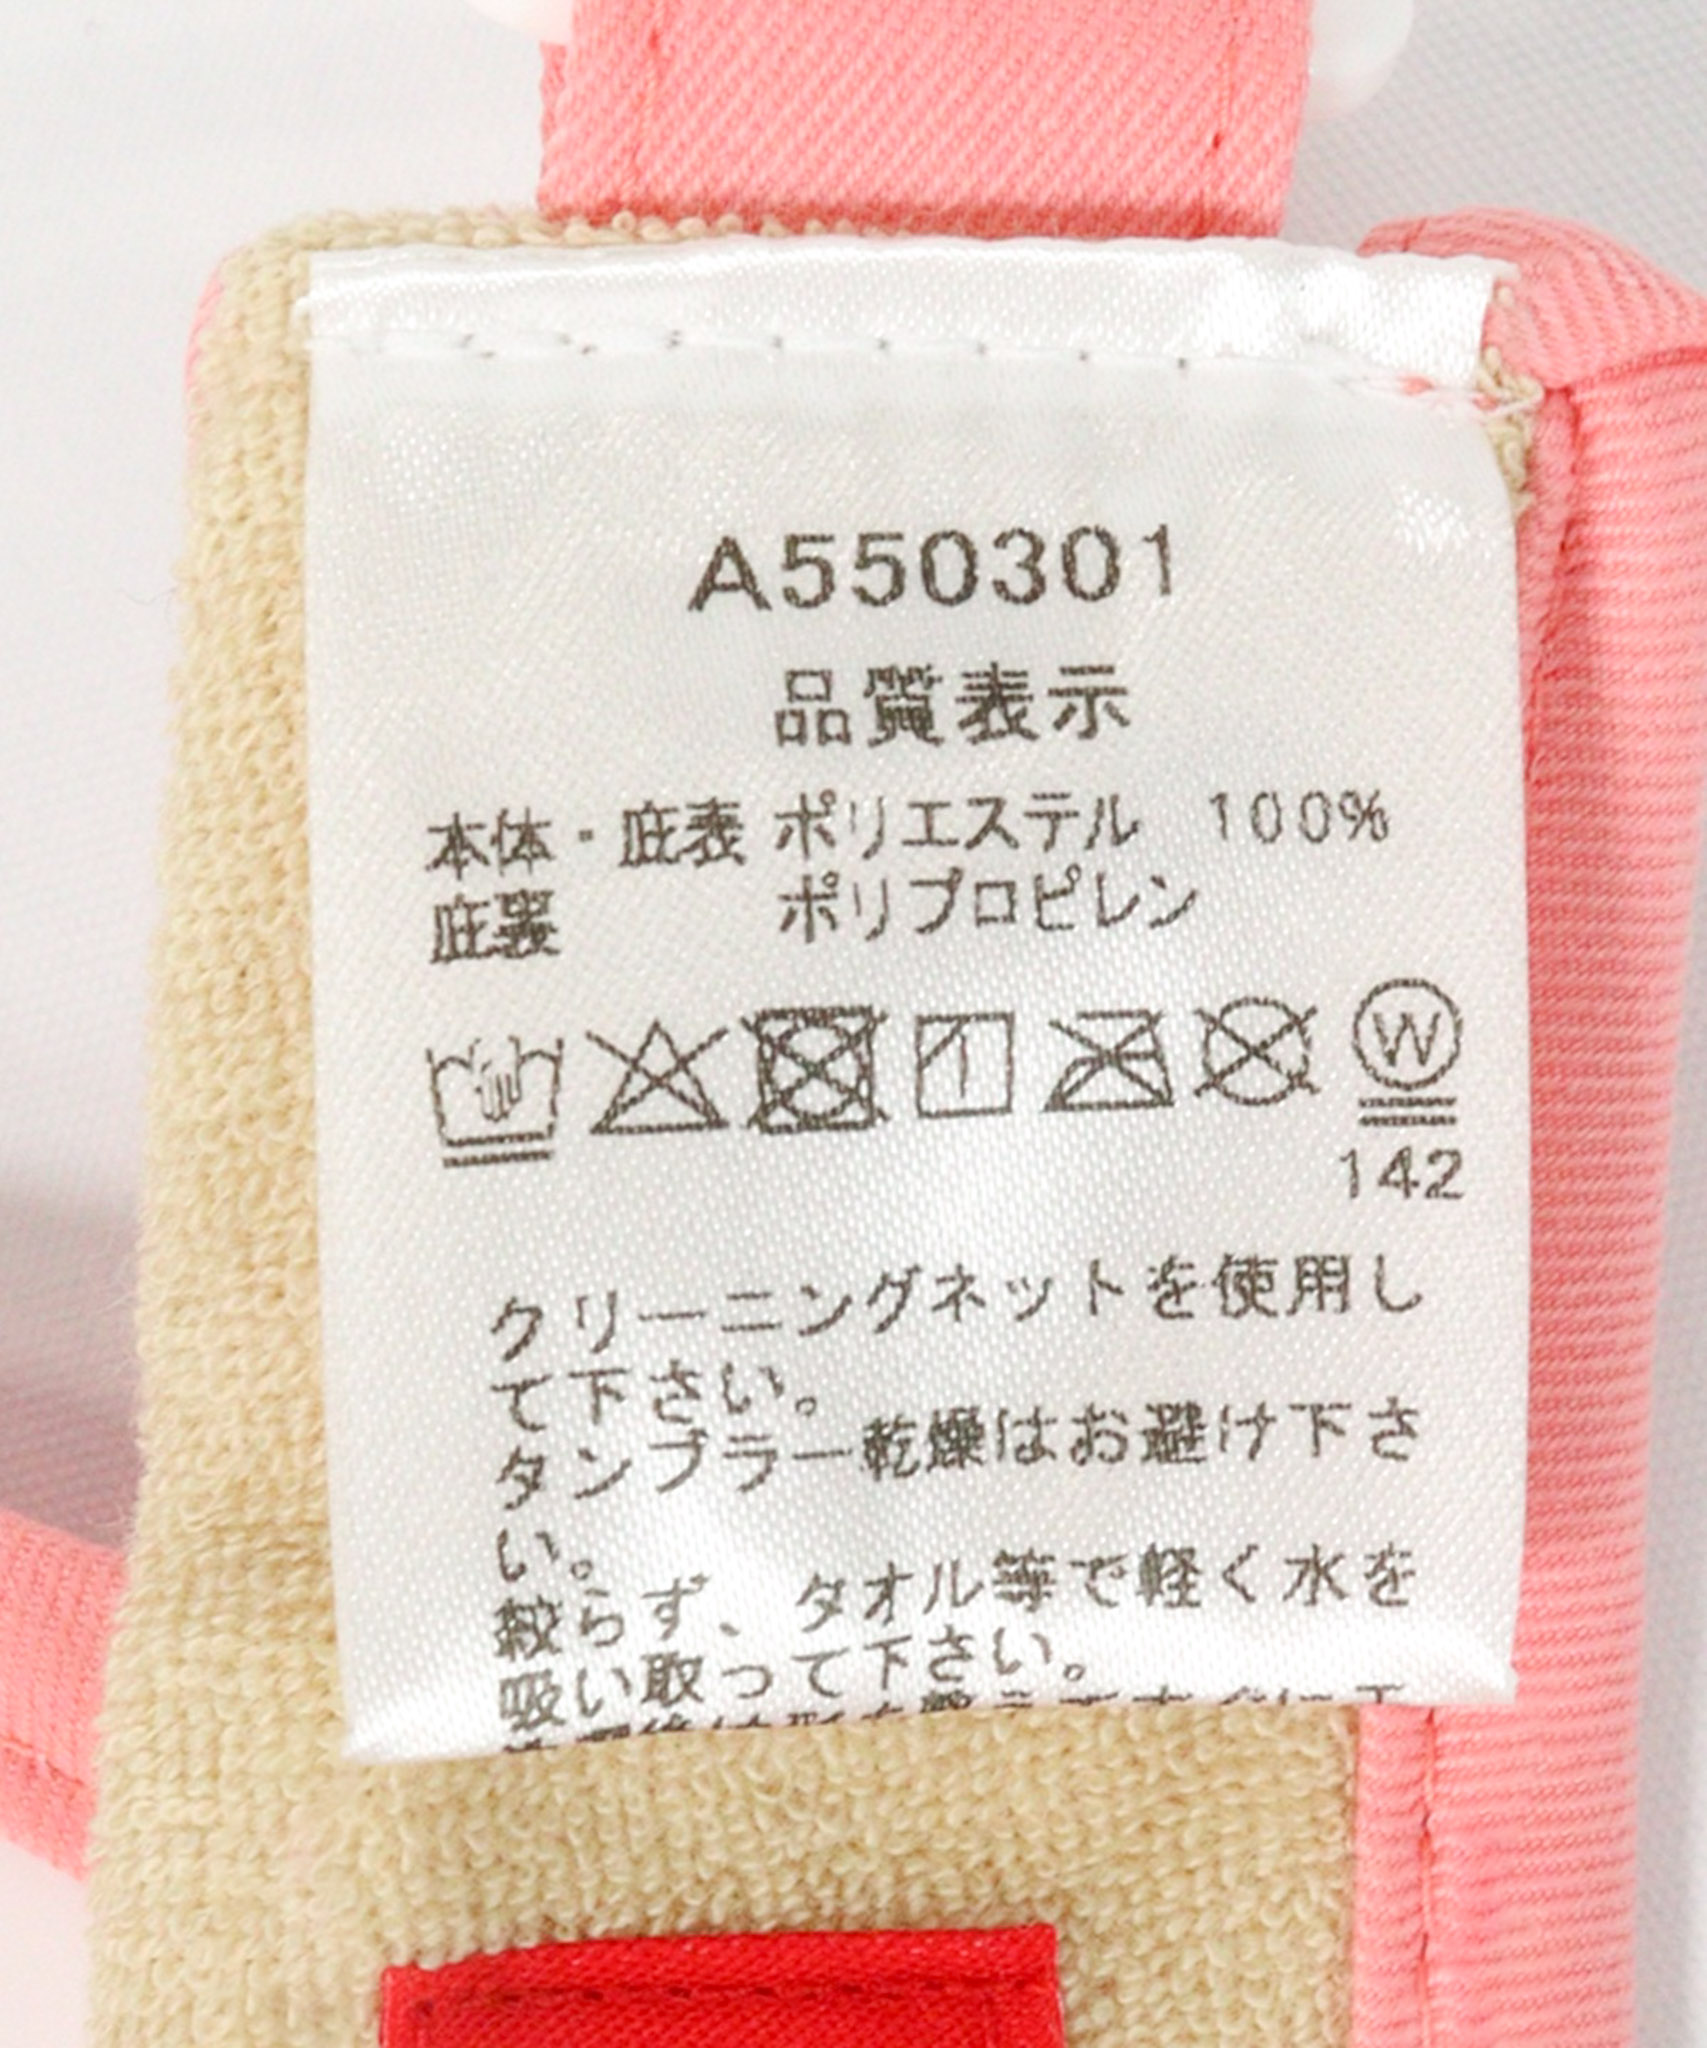 A550301
品質表示
本体・庇表 ポリエステル 100%
庇裏 ポリプロピレン
W
142
クリーニングネットを使用し
て下さい。
タンブラー乾燥はお避け下さ
い。
絞らず、タオル等で軽く水を
吸い取って下さい。